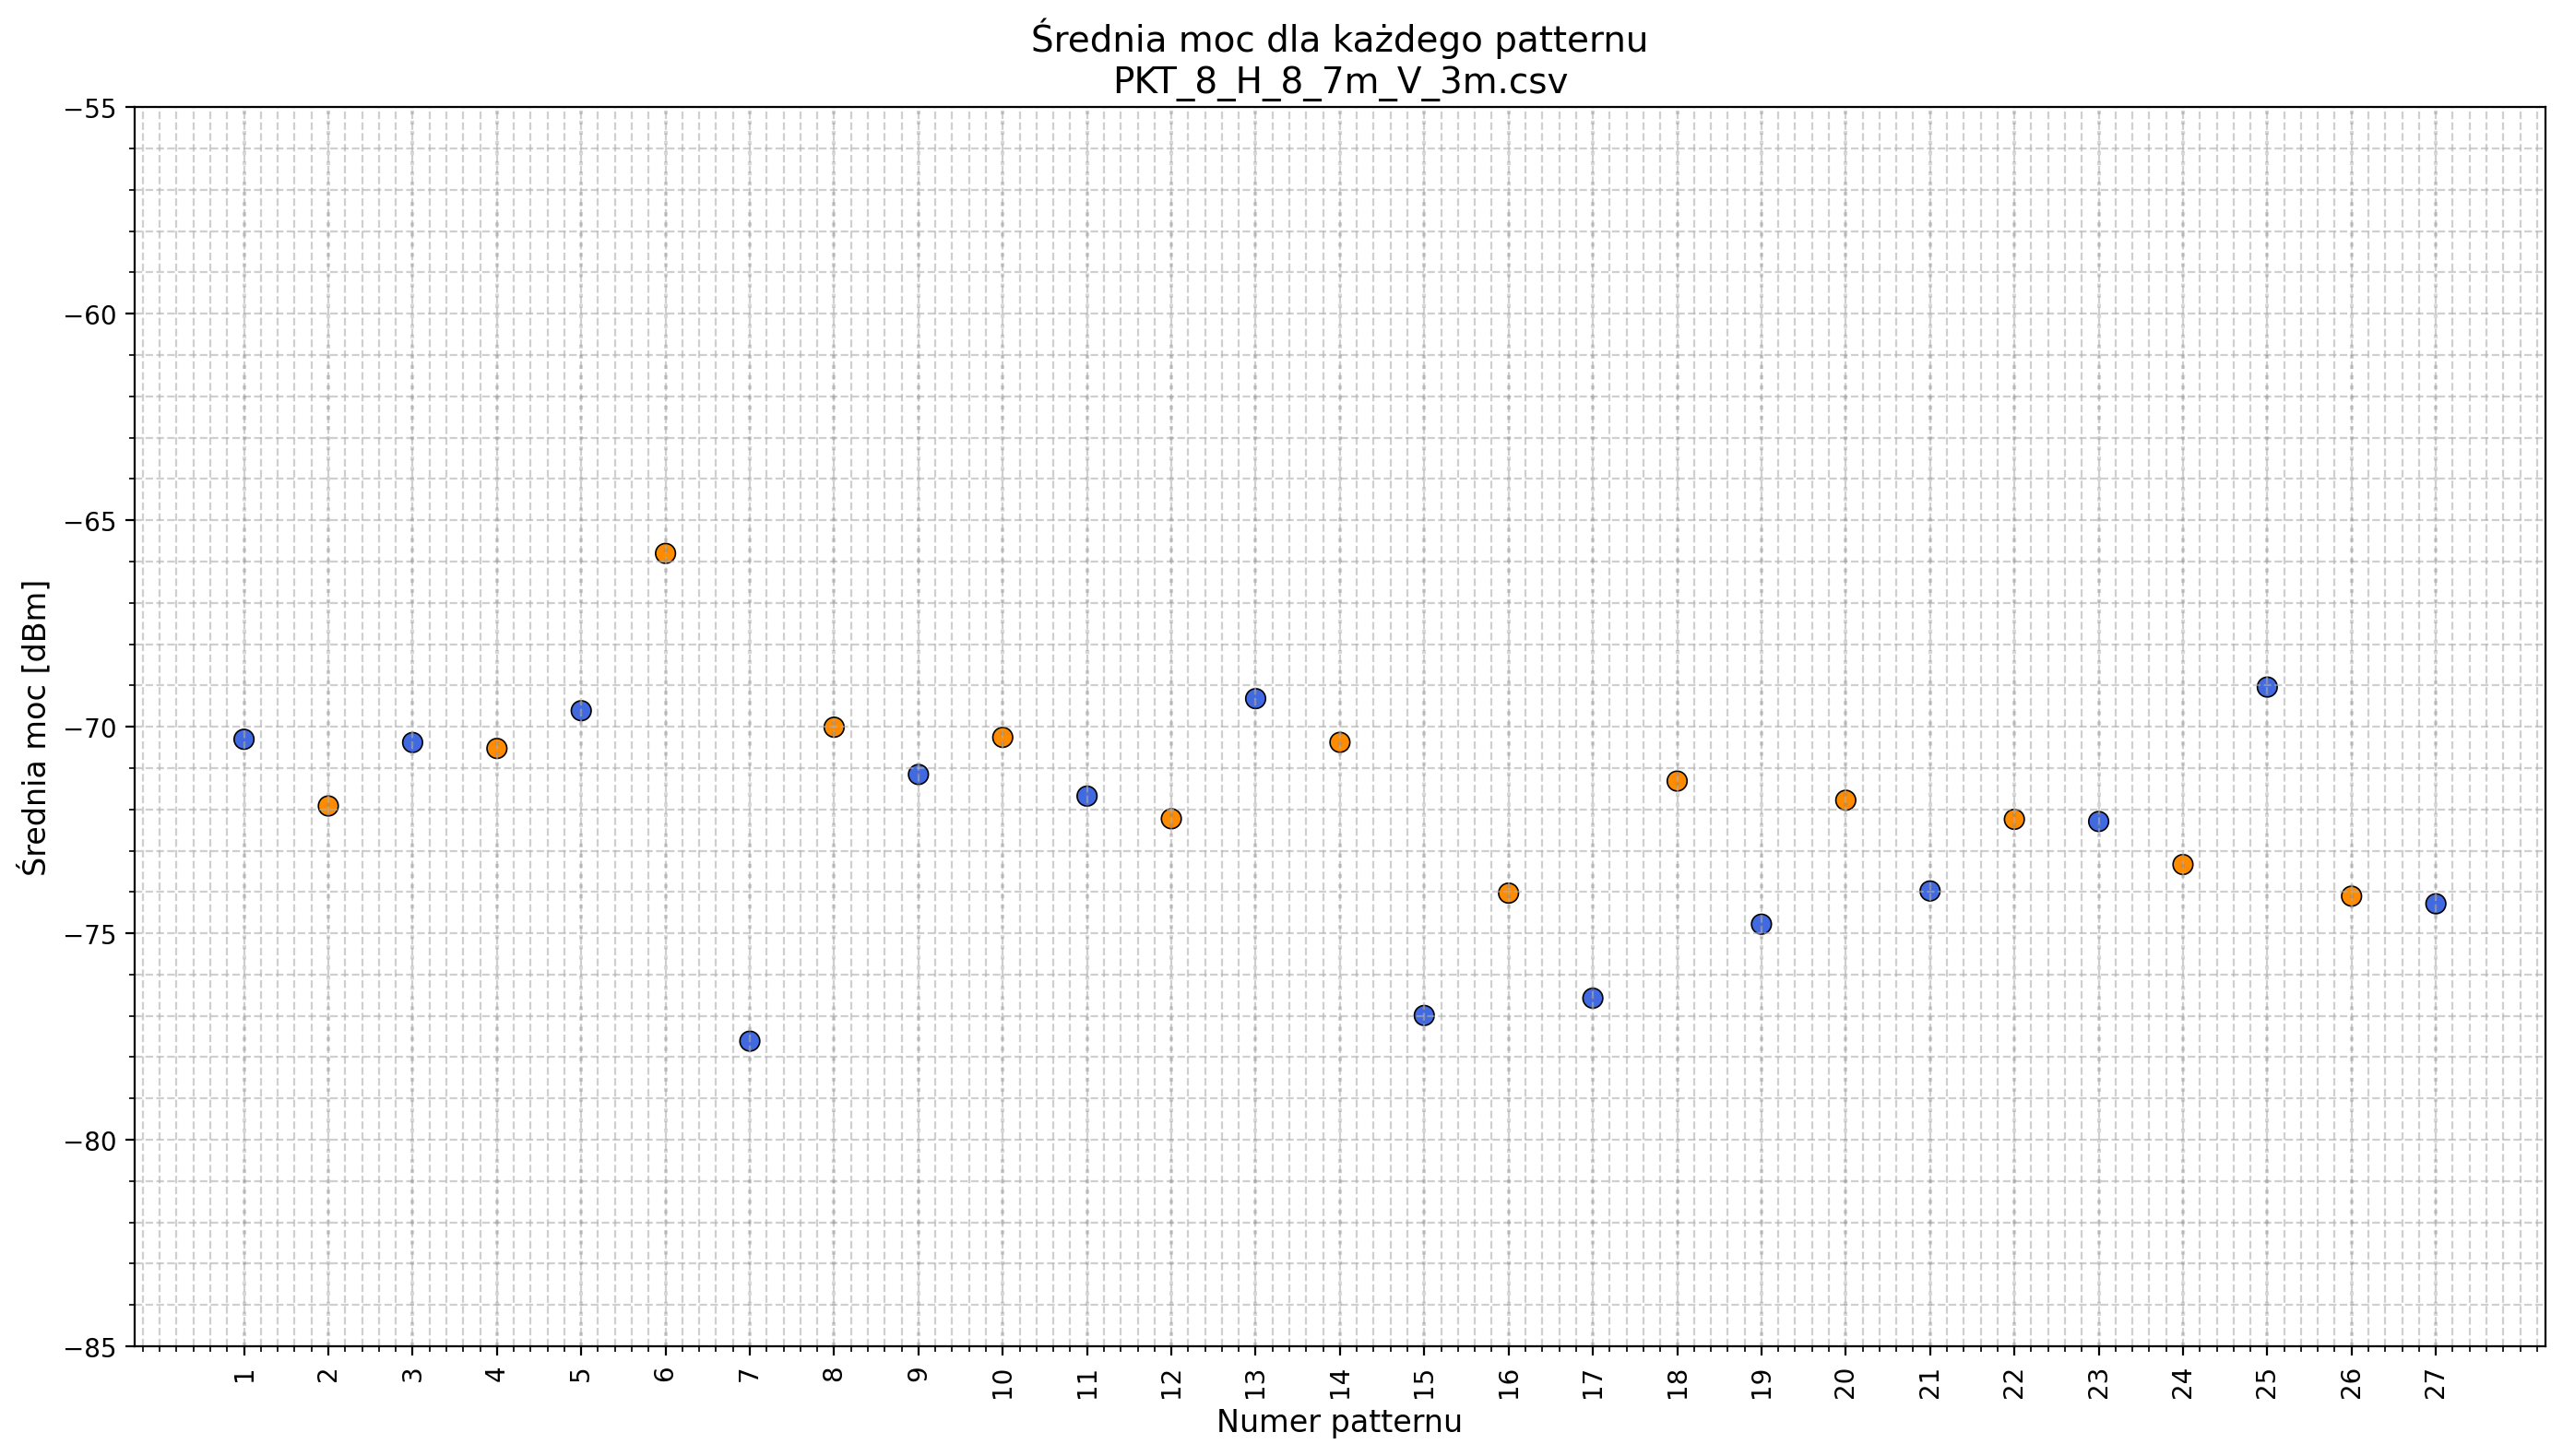 Średnia moc dla każdego patternu
PKT_8_H_8_7m_V_3m.csv
−55
−60
−65
−70
−75
−80
−85
Średnia moc [dBm]
1 2 3 4 5 6 7 8 9 10 11 12 13 14 15 16 17 18 19 20 21 22 23 24 25 26 27
Numer patternu